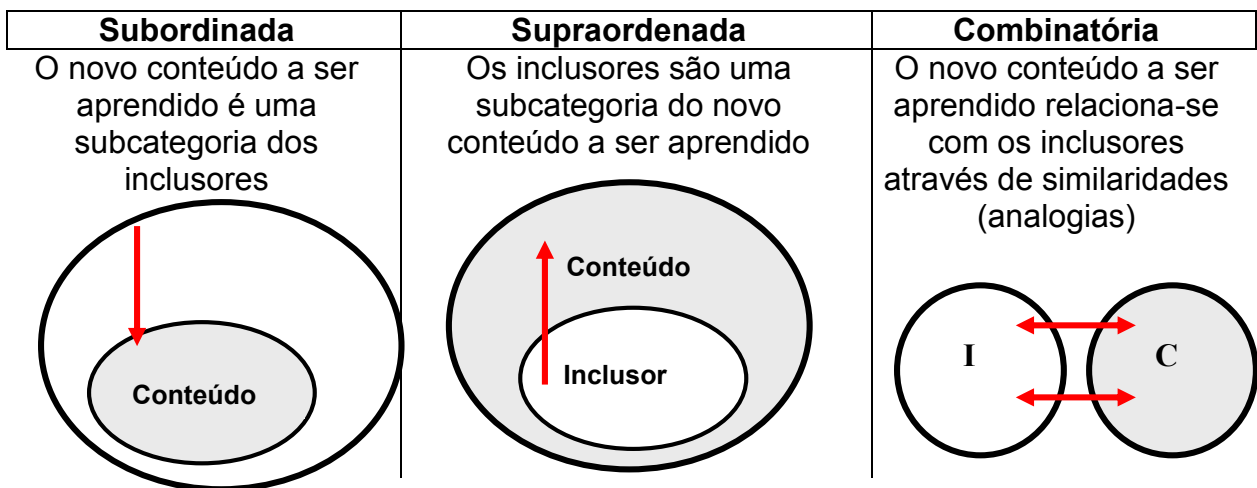 Subordinada
O novo conteúdo a ser
aprendido é uma
subcategoria dos
inclusores
Conteúdo
Supraordenada
Os inclusores são uma
subcategoria do novo
conteúdo a ser aprendido
Conteúdo
Inclusor
Combinatória
O novo conteúdo a ser
aprendido relaciona-se
com os inclusores
através de similaridades
(analogias)
I
C